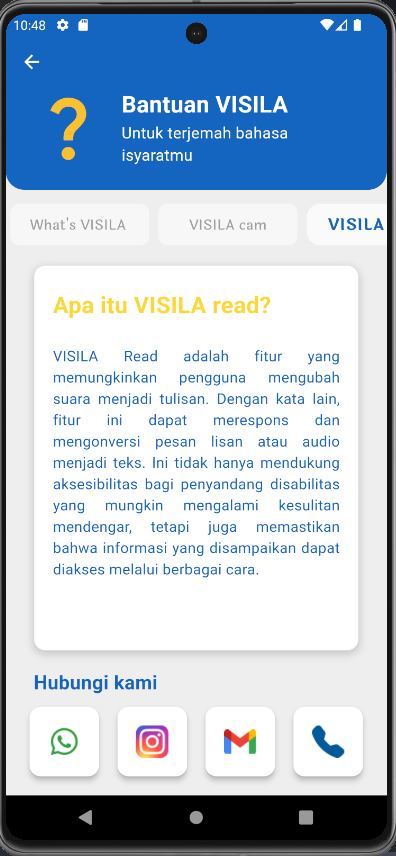 10:48
Bantuan VISILA
Untuk terjemah bahasa
isyaratmu
What's VISILA
VISILA cam
VISILA
Apa itu VISILA read?
VISILA Read adalah fitur yang
memungkinkan pengguna mengubah
suara menjadi tulisan. Dengan kata lain,
fitur ini dapat merespons dan
mengonversi pesan lisan atau audio
menjadi teks. Ini tidak hanya mendukung
aksesibilitas bagi penyandang disabilitas
yang mungkin mengalami kesulitan
mendengar, tetapi juga memastikan
bahwa informasi yang disampaikan dapat
diakses melalui berbagai cara.
Hubungi kami